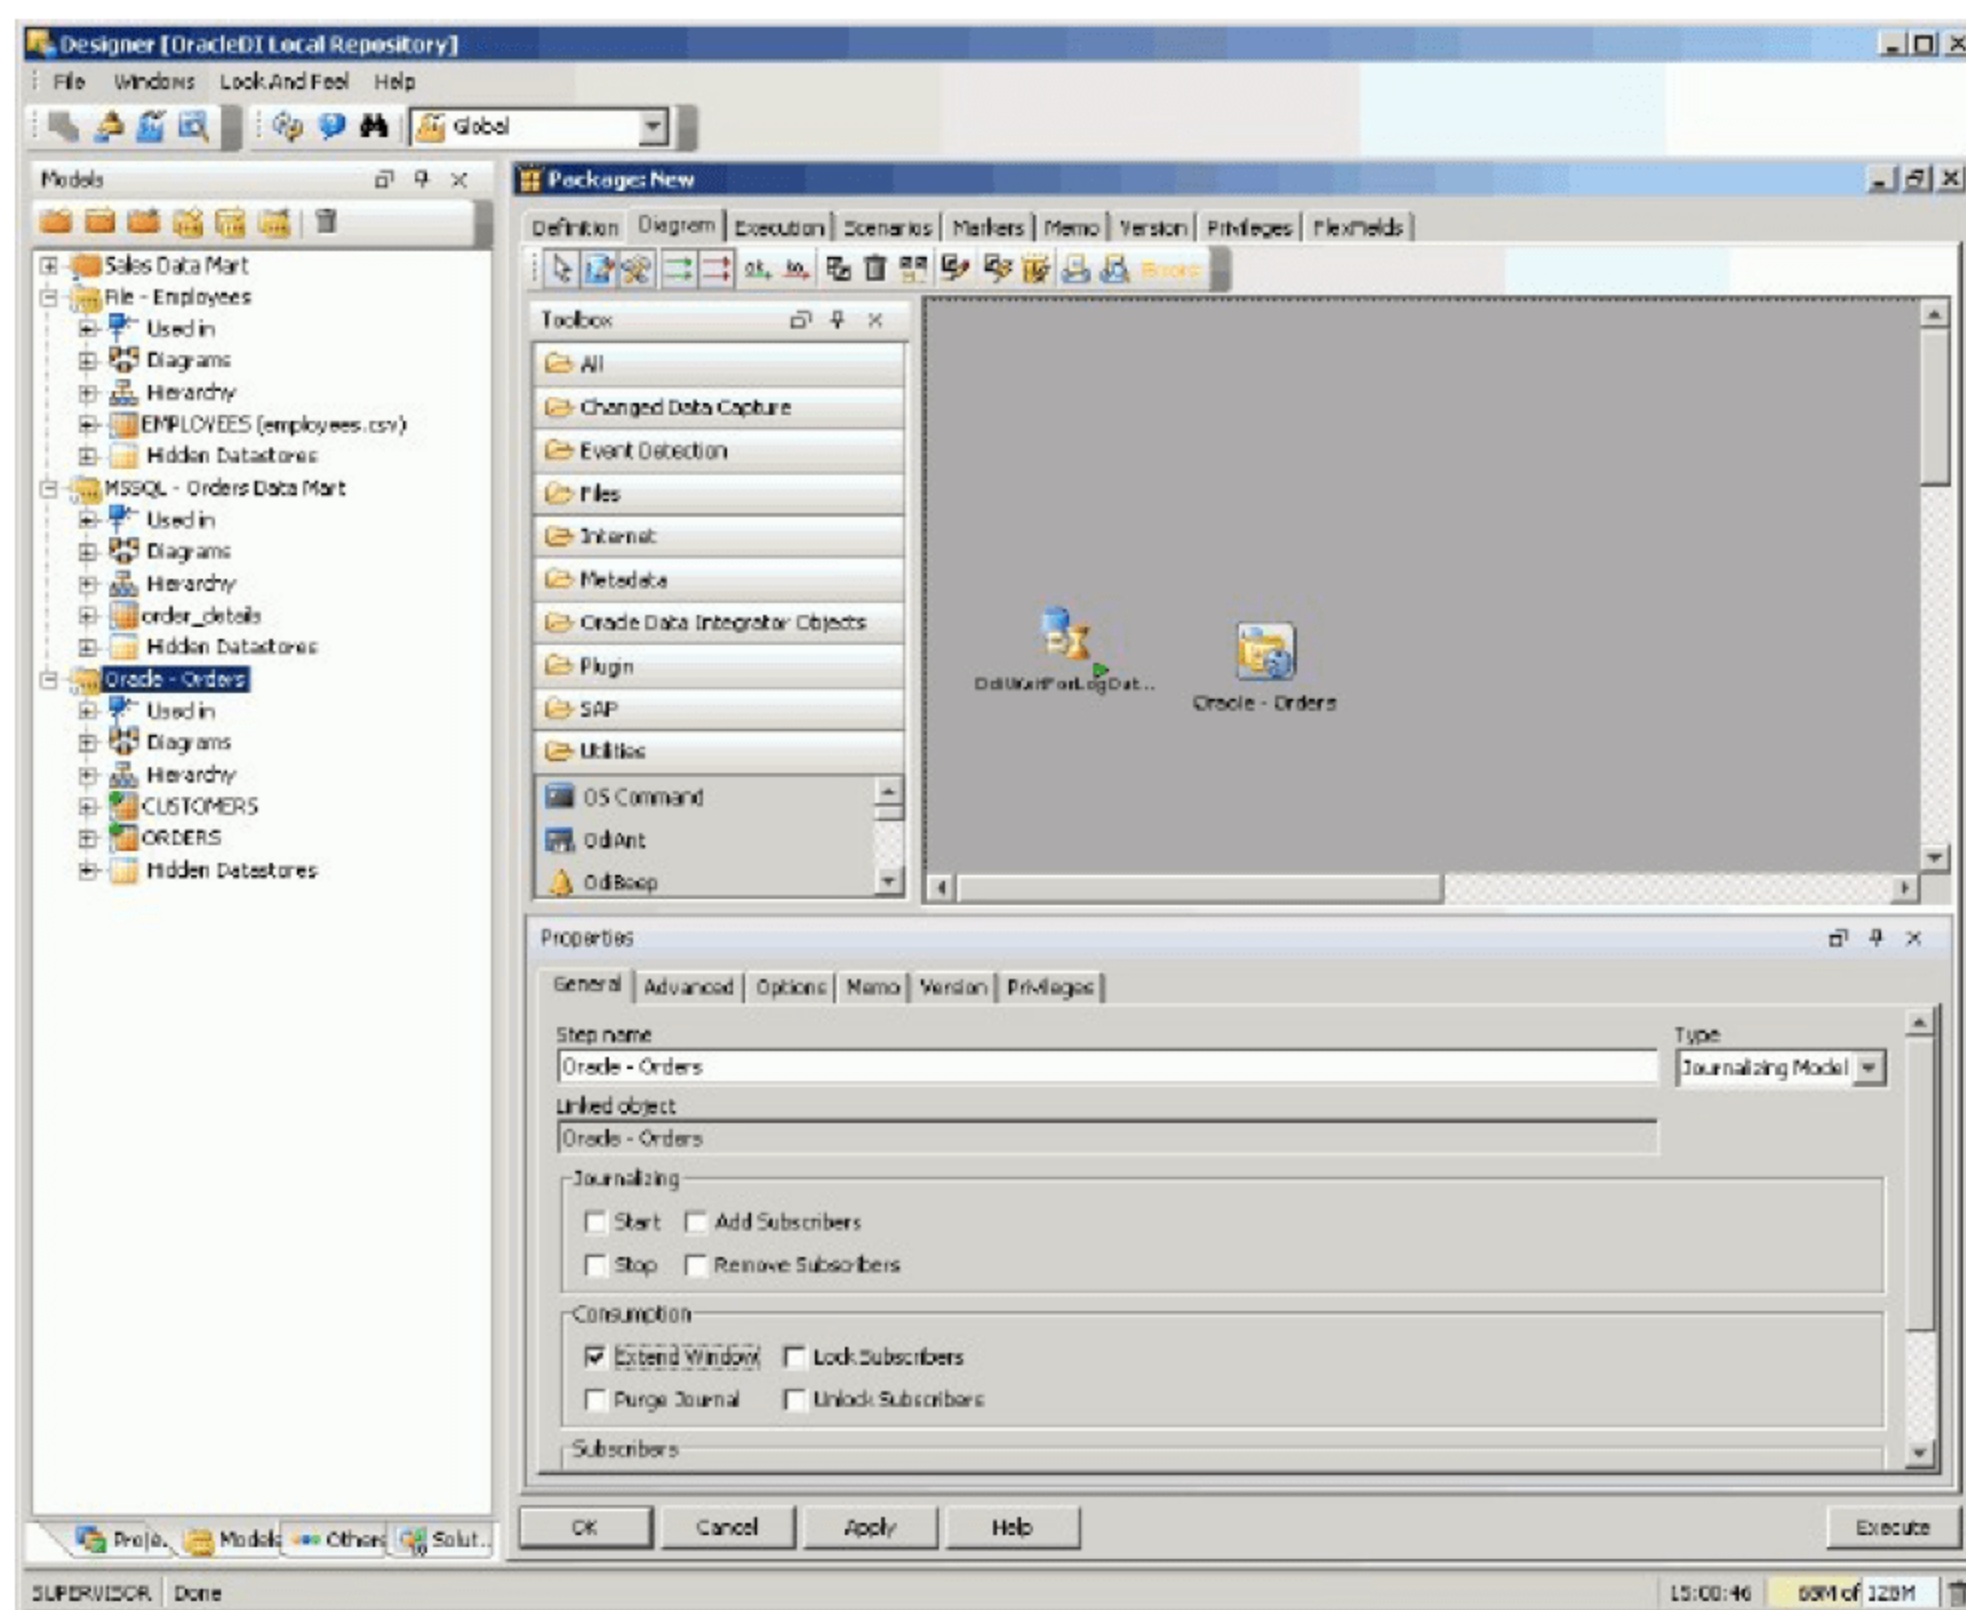 Designer [OracleDI Local Repository]
File Windows Look And Feel Help
Global
Models
Sales Data Mart
File - Employees
Used in
Diagrams
Hierarchy
EMPLOYEES (employees.csv)
Hidden Datastores
MSSQL - Orders Data Mart
Used in
Diagrams
Hierarchy
order_details
Hidden Datastores
Oracle - Orders
Used in
Diagrams
Hierarchy
CUSTOMERS
ORDERS
Hidden Datastores
Proje.. Models Others Solut..
Package: New
Definition Diagram Execution Scenarios Markers Memo Version Privileges FlexFields
ok ko Errors
Toolbox
All
Changed Data Capture
Event Detection
Files
Internet
Metadata
Oracle Data Integrator Objects
Plugin
SAP
Utilities
OS Command
OdiAnt
OdiBeep
OdiWaitForLogDat...
Oracle - Orders
Properties
General Advanced Options Memo Version Privileges
Step name
Type
Oracle - Orders
Journalizing Model
Linked object
Oracle - Orders
Journalizing
Start Add Subscribers
Stop Remove Subscribers
Consumption
Extend Window Lock Subscribers
Purge Journal Unlock Subscribers
Subscribers
OK Cancel Apply Help Execute
SUPERVISOR Done 15:00:46 of 128M